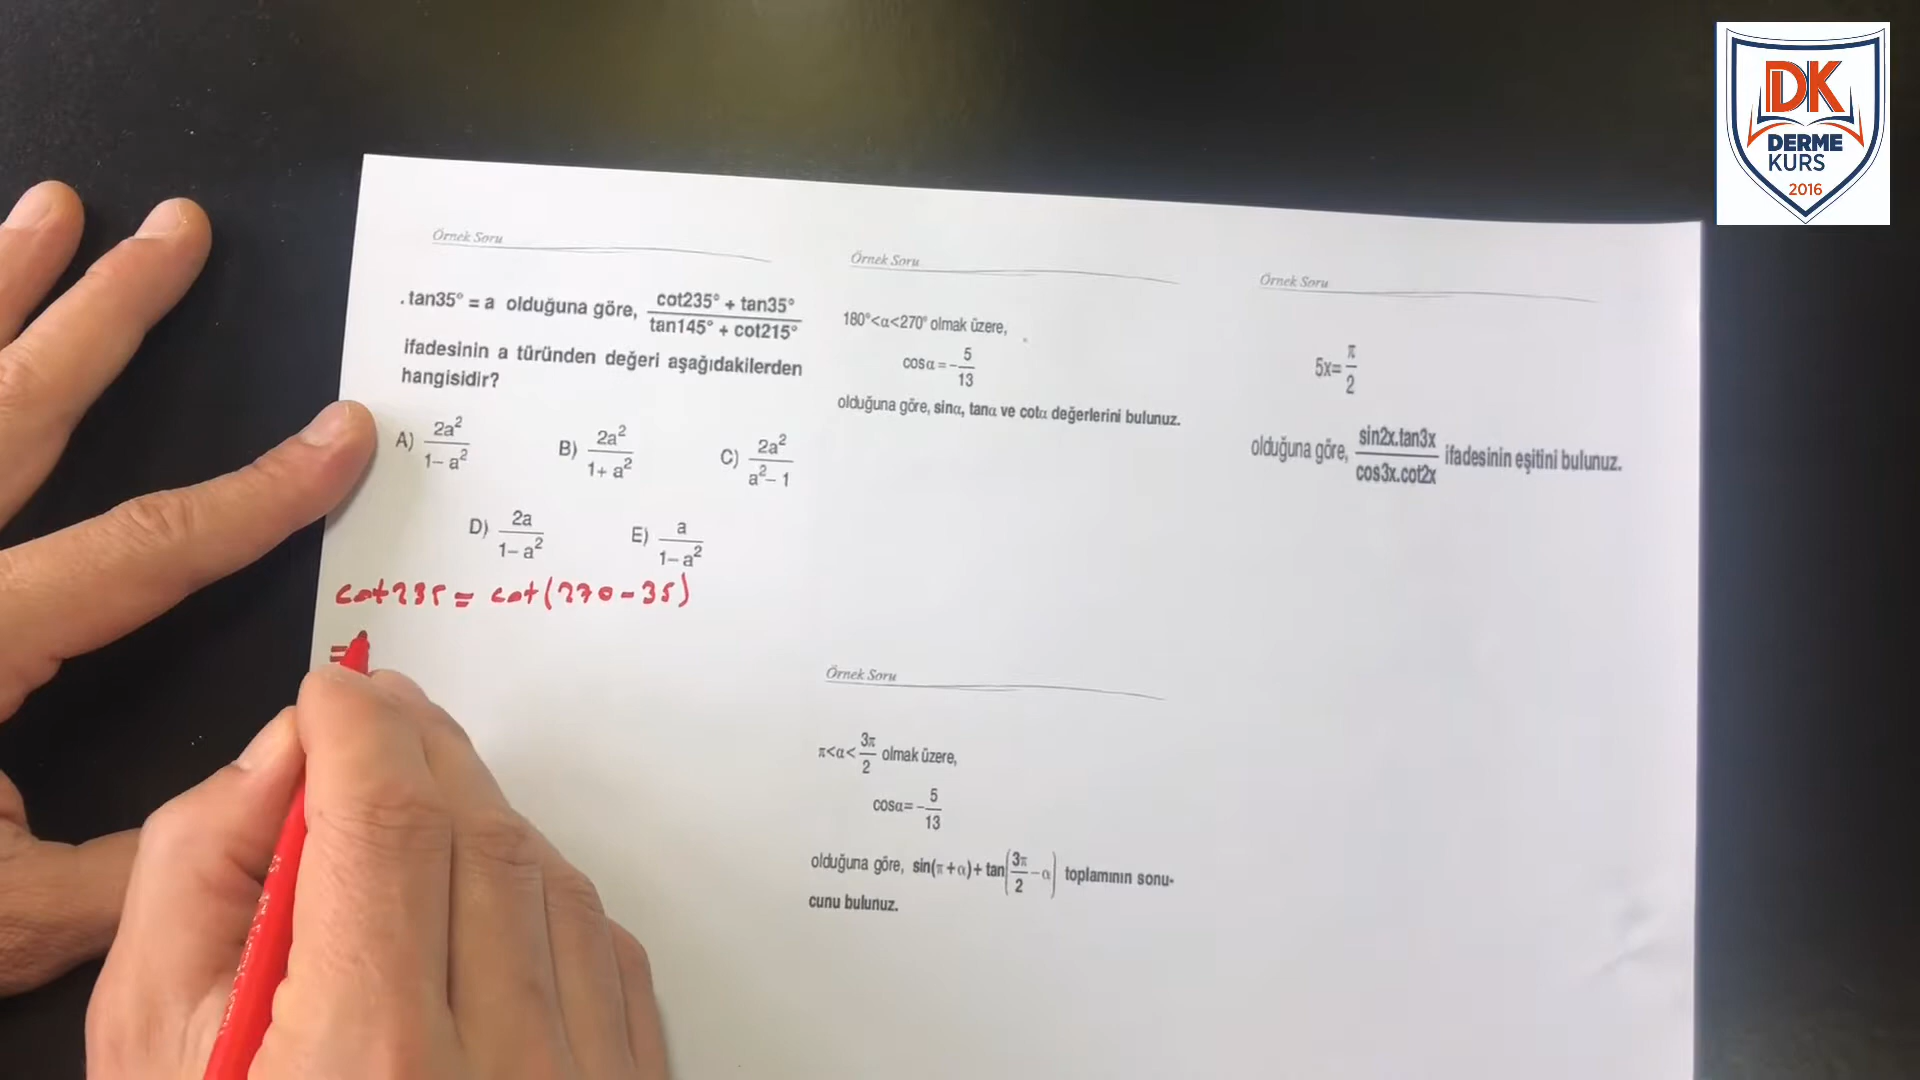 DK
DERME
KURS
2016
Örnek Soru
. tan35° = a olduğuna göre, cot235° + tan35° / tan145° + cot215°
ifadesinin a türünden değeri aşağıdakilerden
hangisidir?
A) 2a² / 1– a² B) 2a² / 1+ a² C) 2a² / a²– 1
D) 2a / 1– a² E) a / 1– a²
cot235 = cot(270-35)
=
Örnek Soru
180°<α<270° olmak üzere,
cosα = – 5 / 13
olduğuna göre, sinα, tanα ve cotα değerlerini bulunuz.
Örnek Soru
π<α< 3π / 2 olmak üzere,
cosα= – 5 / 13
olduğuna göre, sin(π+α)+ tan(3π / 2 – α) toplamının sonu-
cunu bulunuz.
Örnek Soru
5x= π / 2
olduğuna göre, sin2x.tan3x / cos3x.cot2x ifadesinin eşitini bulunuz.